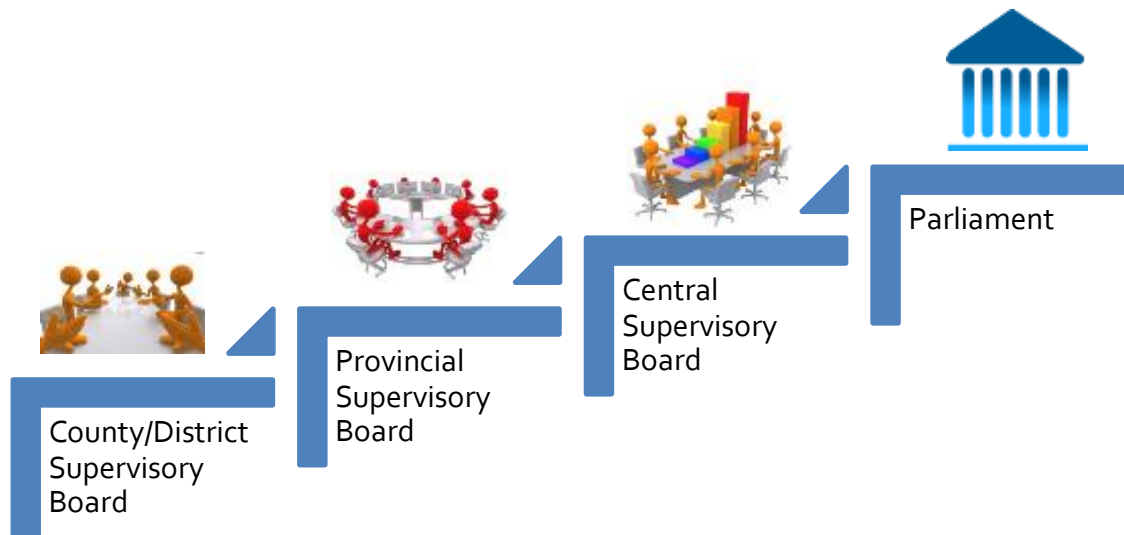 County/District
Supervisory
Board
Provincial
Supervisory
Board
Central
Supervisory
Board
Parliament